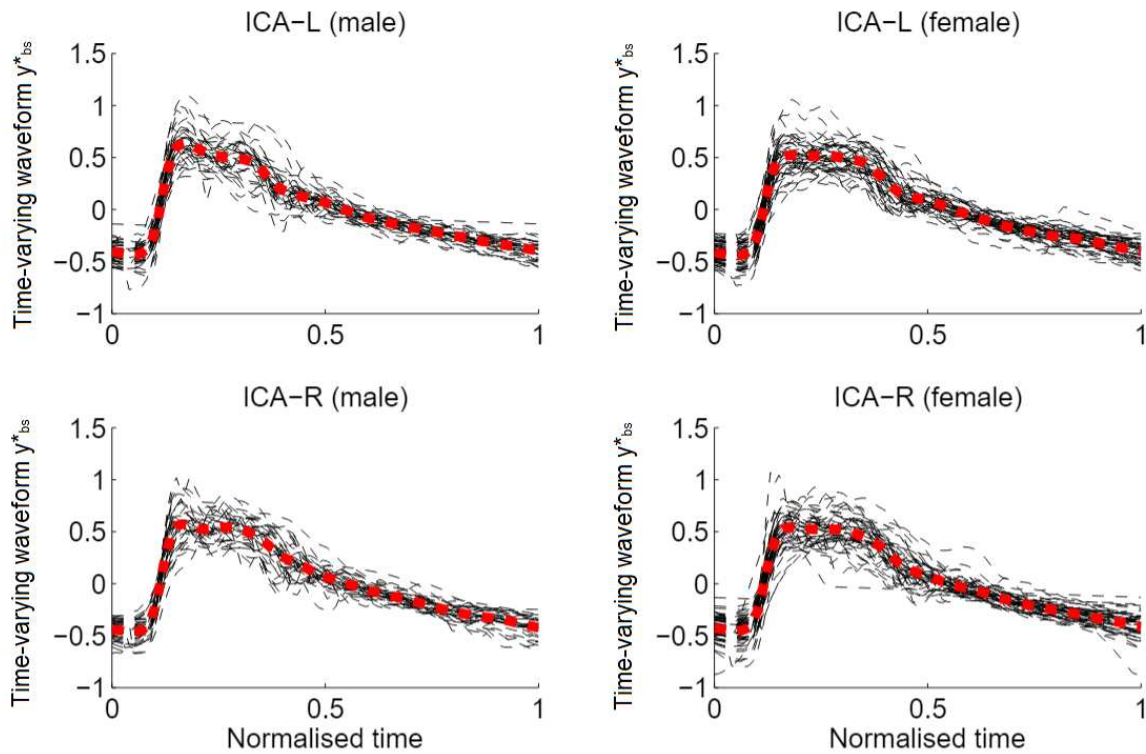 ICA−L (male)
Time-varying waveform y*bs
1.5
1
0.5
0
−0.5
−1
0 0.5 1
ICA−L (female)
Time-varying waveform y*bs
1.5
1
0.5
0
−0.5
−1
0 0.5 1
ICA−R (male)
Time-varying waveform y*bs
1.5
1
0.5
0
−0.5
−1
0 0.5 1
Normalised time
ICA−R (female)
Time-varying waveform y*bs
1.5
1
0.5
0
−0.5
−1
0 0.5 1
Normalised time